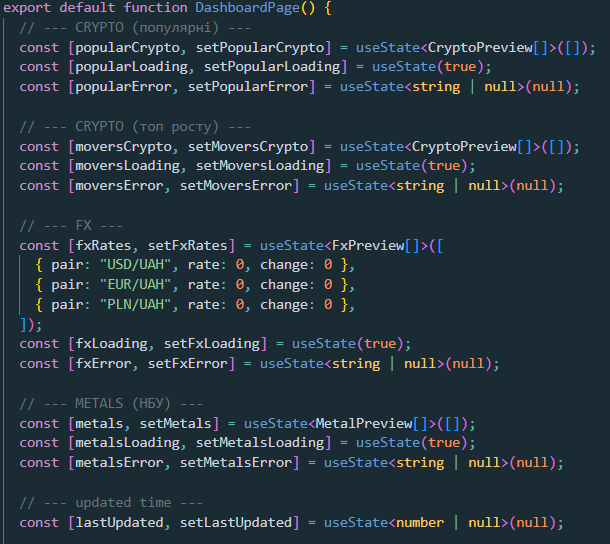 export default function DashboardPage() {
  // --- CRYPTO (популярні) ---
  const [popularCrypto, setPopularCrypto] = useState<CryptoPreview[]>([]);
  const [popularLoading, setPopularLoading] = useState(true);
  const [popularError, setPopularError] = useState<string | null>(null);

  // --- CRYPTO (топ росту) ---
  const [moversCrypto, setMoversCrypto] = useState<CryptoPreview[]>([]);
  const [moversLoading, setMoversLoading] = useState(true);
  const [moversError, setMoversError] = useState<string | null>(null);

  // --- FX ---
  const [fxRates, setFxRates] = useState<FxPreview[]>([
    { pair: "USD/UAH", rate: 0, change: 0 },
    { pair: "EUR/UAH", rate: 0, change: 0 },
    { pair: "PLN/UAH", rate: 0, change: 0 },
  ]);
  const [fxLoading, setFxLoading] = useState(true);
  const [fxError, setFxError] = useState<string | null>(null);

  // --- METALS (НБУ) ---
  const [metals, setMetals] = useState<MetalPreview[]>([]);
  const [metalsLoading, setMetalsLoading] = useState(true);
  const [metalsError, setMetalsError] = useState<string | null>(null);

  // --- updated time ---
  const [lastUpdated, setLastUpdated] = useState<number | null>(null);